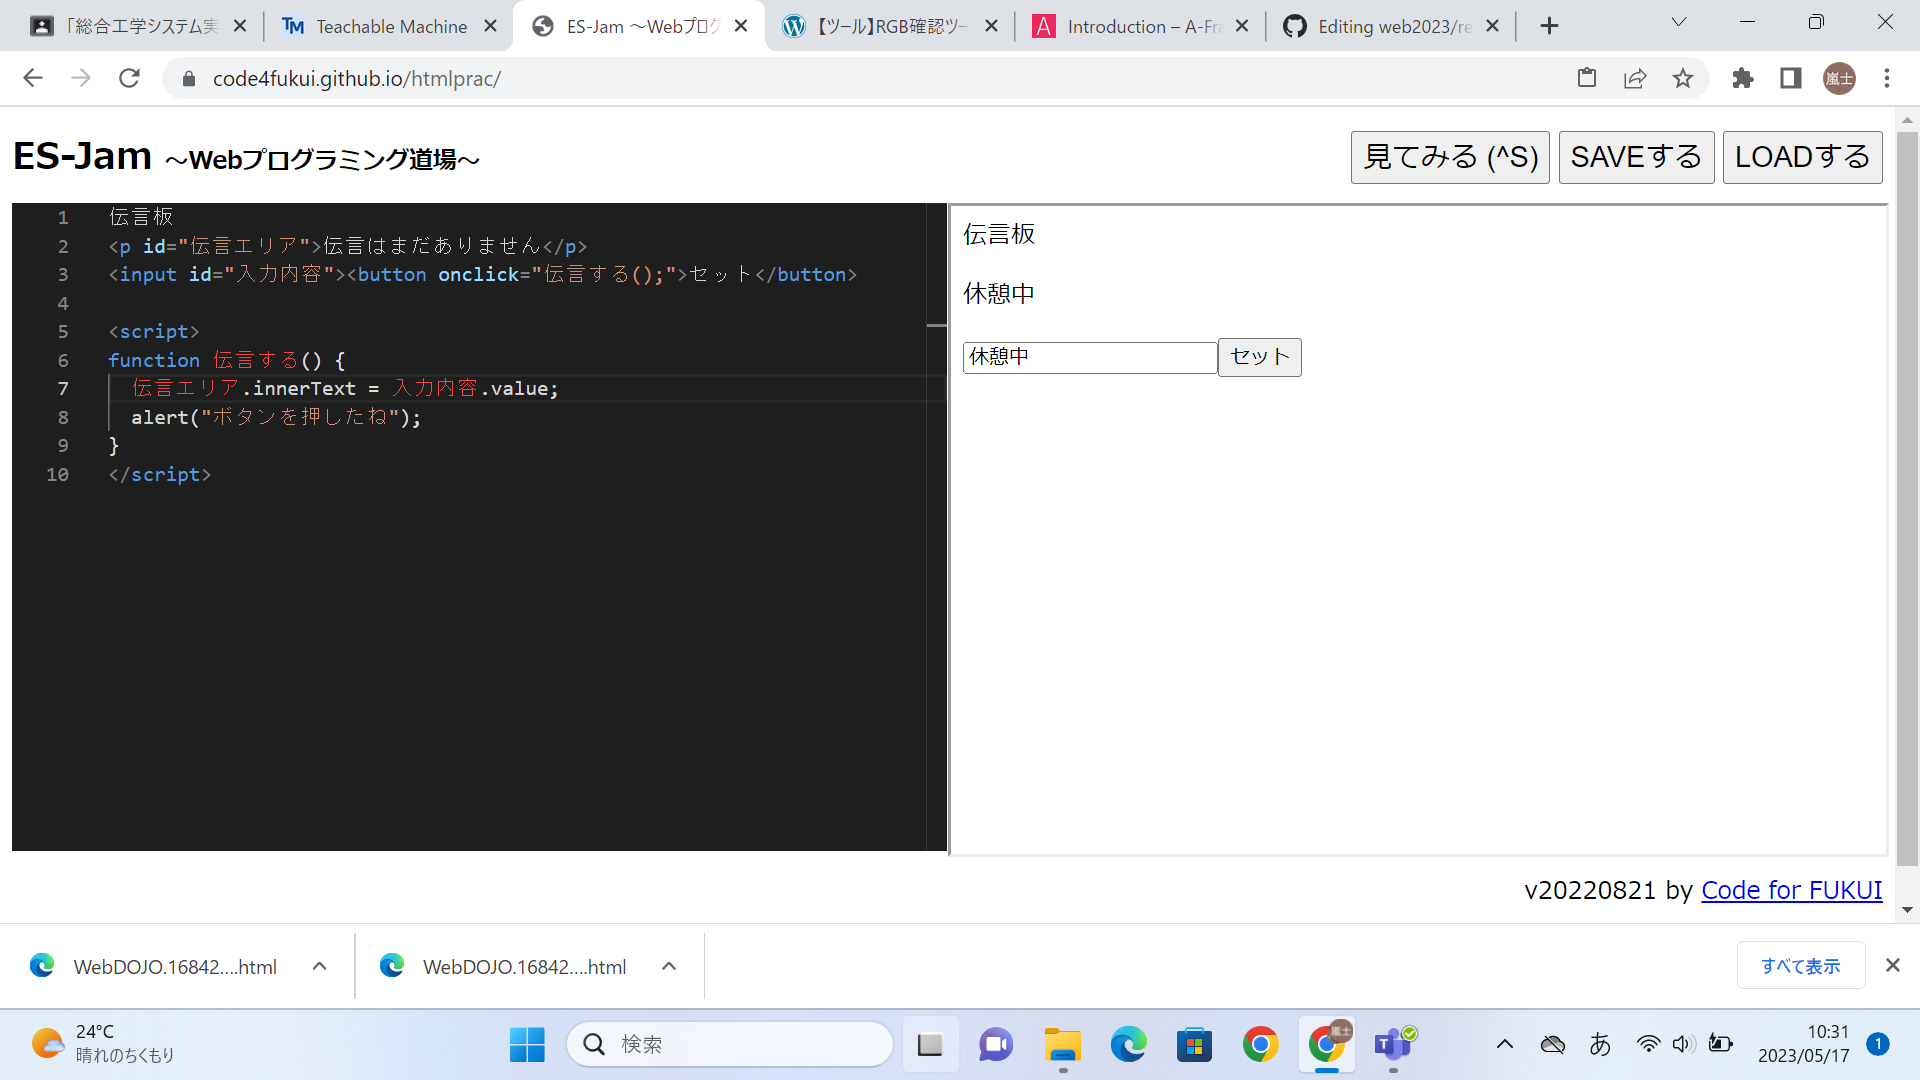 「総合工学システム実
Teachable Machine
ES-Jam 〜Webプログ
【ツール】RGB確認ツー
Introduction – A-Fra
Editing web2023/re
code4fukui.github.io/htmlprac/
嵐士
ES-Jam 〜Webプログラミング道場〜
見てみる (^S)
SAVEする
LOADする
1 伝言板
2 <p id="伝言エリア">伝言はまだありません</p>
3 <input id="入力内容"><button onclick="伝言する();">セット</button>
4
5 <script>
6 function 伝言する() {
7 伝言エリア.innerText = 入力内容.value;
8 alert("ボタンを押したね");
9 }
10 </script>
伝言板
休憩中
休憩中 セット
v20220821 by Code for FUKUI
WebDOJO.16842....html
WebDOJO.16842....html
すべて表示
24°C
晴れのちくもり
検索
嵐士
あ
10:31
2023/05/17
1